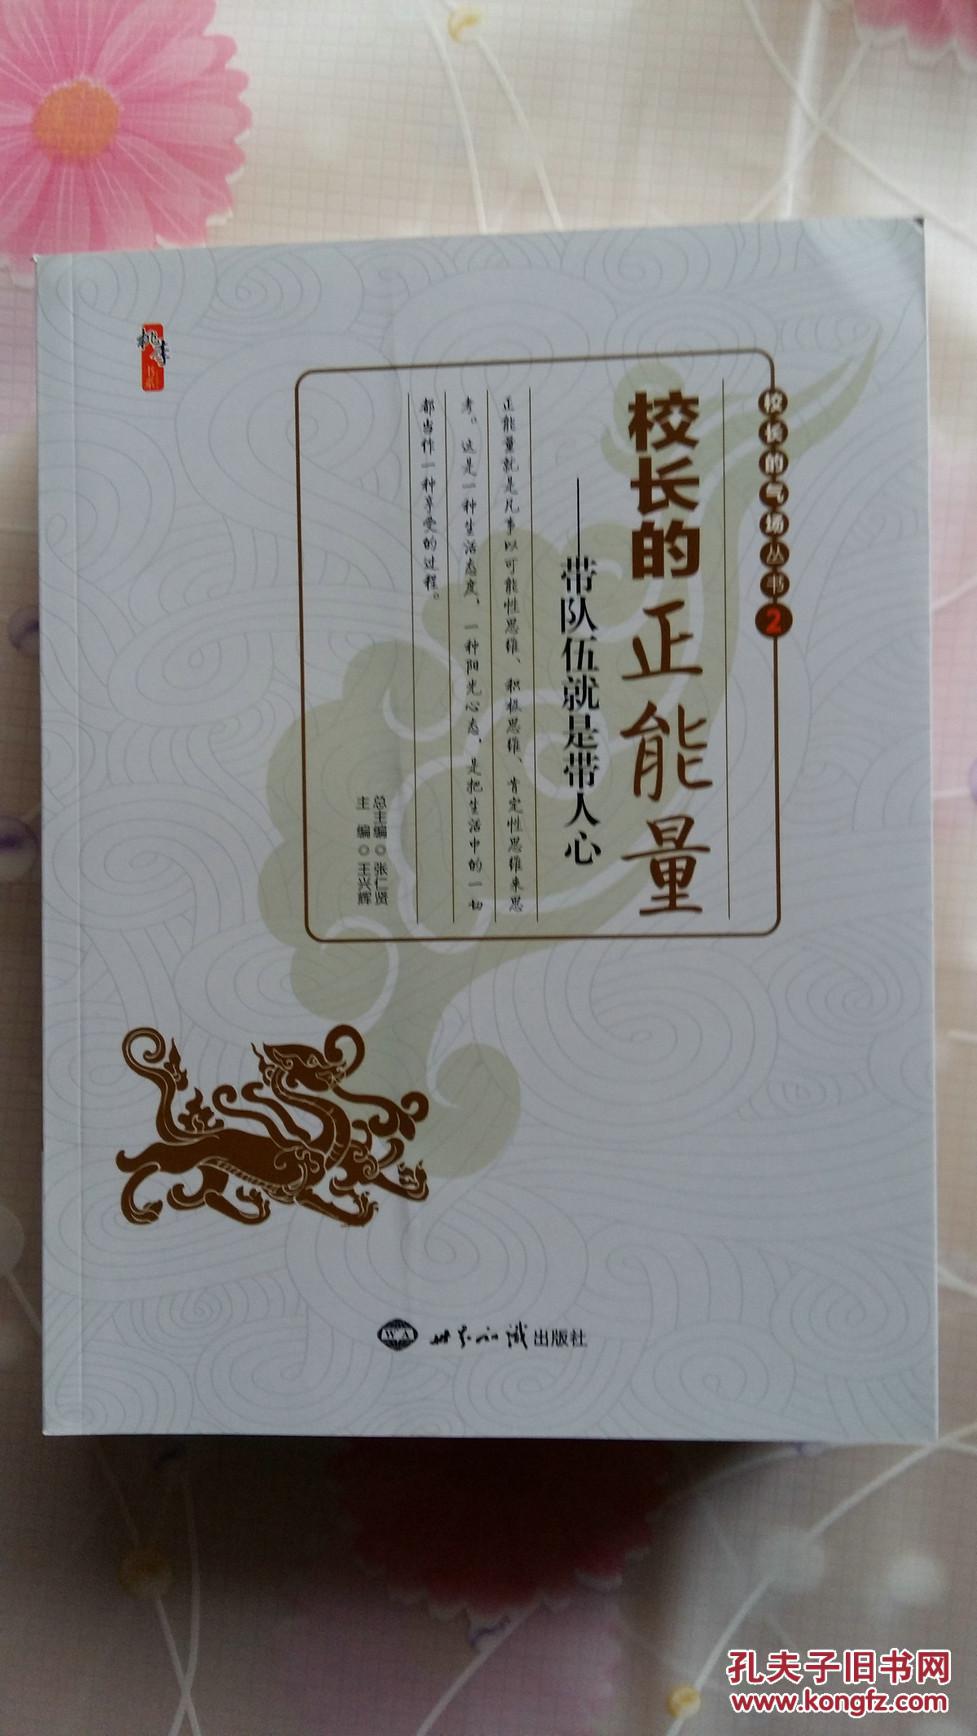 校长的气场丛书2
校长的正能量
——带队伍就是带人心
正能量就是凡事以可能性思维、积极思维、肯定性思维来思
考。这是一种生活态度，一种阳光心态，是把生活中的一切
都当作一种享受的过程。
总主编◎张仁贤
主 编◎王兴辉
桃李
书系
WA 世界知识出版社
孔夫子旧书网
www.kongfz.com